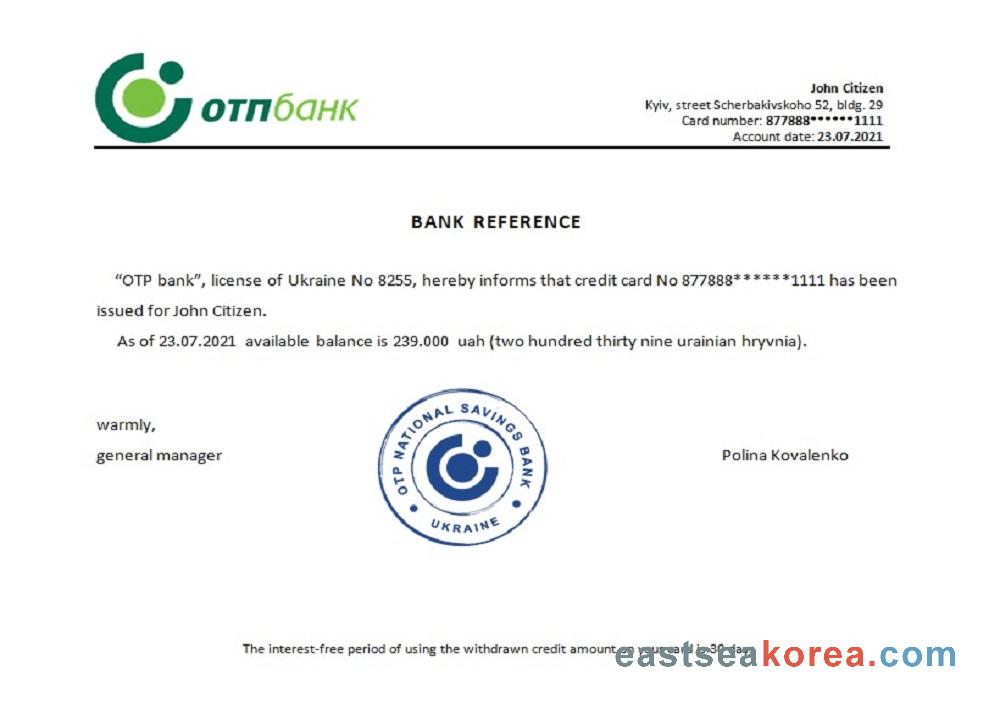 отпбанк
John Citizen
Kyiv, street Scherbakivskoho 52, bldg. 29
Card number: 877888******1111
Account date: 23.07.2021
BANK REFERENCE
“OTP bank”, license of Ukraine No 8255, hereby informs that credit card No 877888******1111 has been
issued for John Citizen.
As of 23.07.2021 available balance is 239.000 uah (two hundred thirty nine urainian hryvnia).
warmly,
general manager
OTP NATIONAL SAVINGS BANK
UKRAINE
Polina Kovalenko
The interest-free period of using the withdrawn credit amount on your card is 30 day
eastseakorea.com